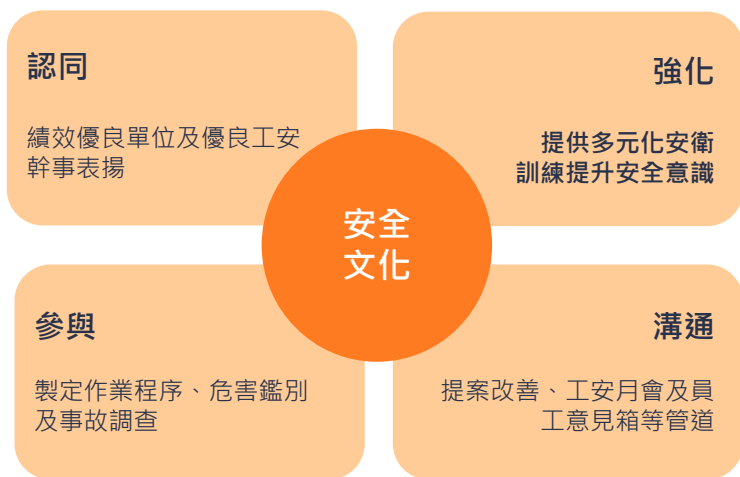 認同
績效優良單位及優良工安
幹事表揚
強化
提供多元化安衛
訓練提升安全意識
安全
文化
參與
製定作業程序、危害鑑別
及事故調查
溝通
提案改善、工安月會及員
工意見箱等管道